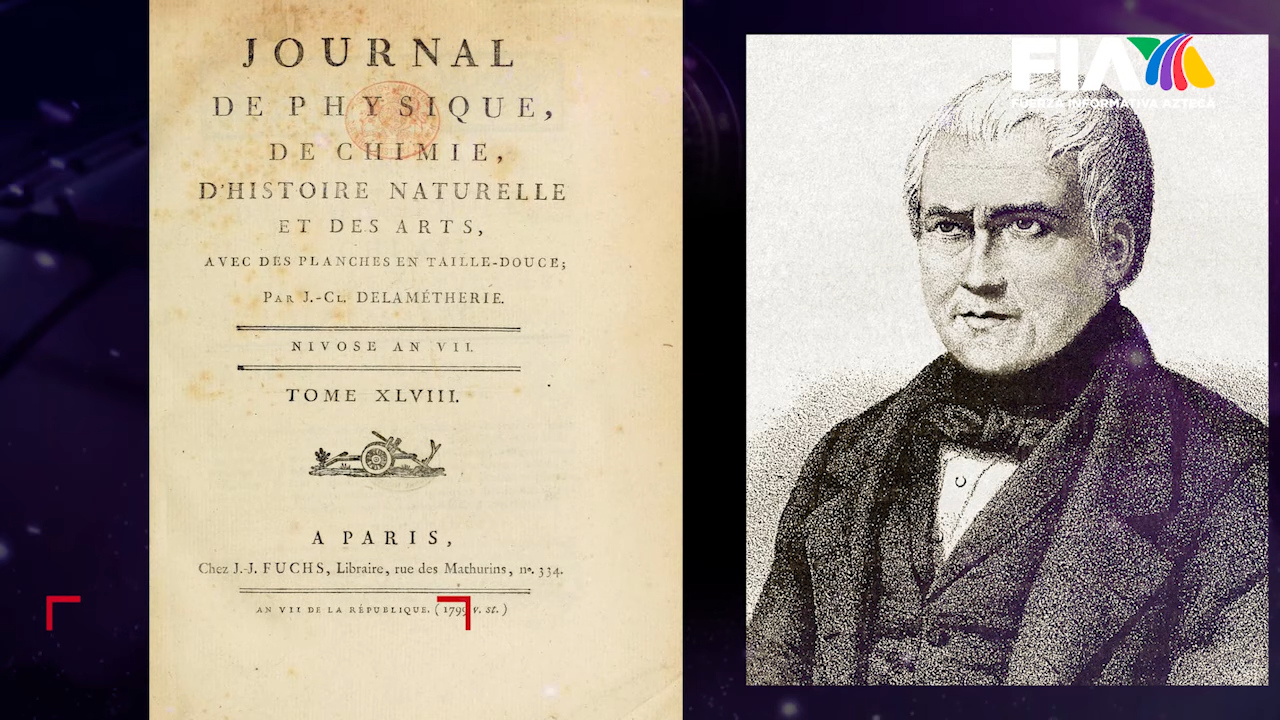 JOURNAL
DE PHYSIQUE,
DE CHIMIE,
D'HISTOIRE NATURELLE
ET DES ARTS,
AVEC DES PLANCHES EN TAILLE-DOUCE;
PAR J.-CL. DELAMÉTHERIE.
NIVOSE AN VII.
TOME XLVIII.
A PARIS,
Chez J.-J. FUCHS, Libraire, rue des Mathurins, nº. 334.
AN VII DE LA RÉPUBLIQUE. (1799 v. st.)
FIA
FUERZA INFORMATIVA AZTECA